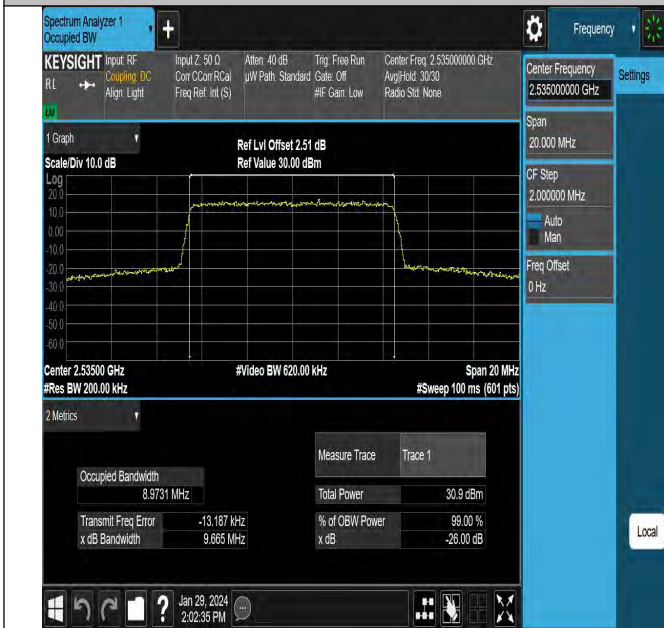 Spectrum Analyzer 1
Occupied BW
Frequency
KEYSIGHT
RL
Input: RF
Coupling: DC
Align: Light
Input Z: 50 Ω
Corr CCorr RCal
Freq Ref: Int (S)
Atten: 40 dB
µW Path: Standard
Trig: Free Run
Gate: Off
#IF Gain: Low
Center Freq: 2.535000000 GHz
Avg|Hold: 30/30
Radio Std: None
Center Frequency
2.535000000 GHz
Settings
Span
20.000 MHz
CF Step
2.000000 MHz
Auto
Man
Freq Offset
0 Hz
Local
1 Graph
Scale/Div 10.0 dB
Ref Lvl Offset 2.51 dB
Ref Value 30.00 dBm
Log
20.0
10.0
0.00
-10.0
-20.0
-30.0
-40.0
-50.0
-60.0
Center 2.53500 GHz
#Video BW 620.00 kHz
Span 20 MHz
#Res BW 200.00 kHz
#Sweep 100 ms (601 pts)
2 Metrics
Measure Trace
Trace 1
Occupied Bandwidth
8.9731 MHz
Total Power
30.9 dBm
Transmit Freq Error
-13.187 kHz
% of OBW Power
99.00 %
x dB Bandwidth
9.665 MHz
x dB
-26.00 dB
?
Jan 29, 2024
2:02:35 PM